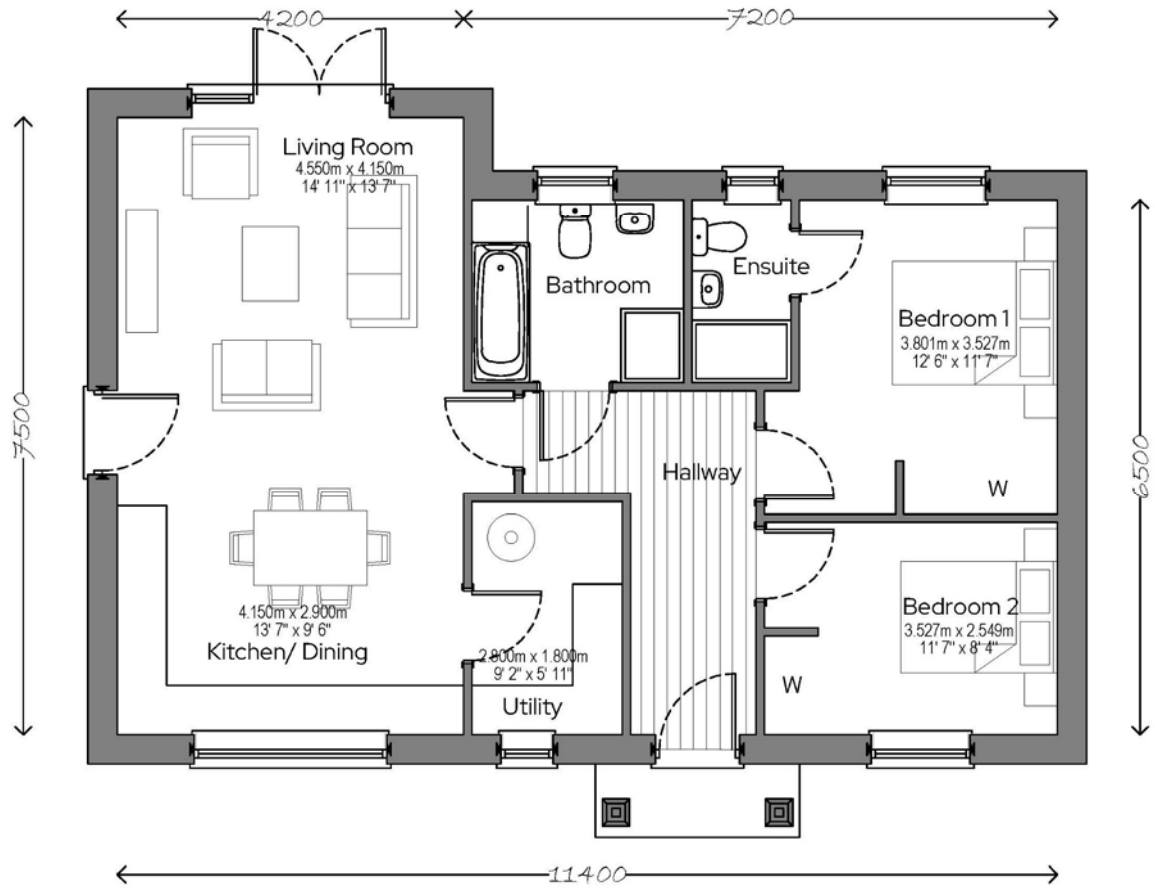 4200
7200
Living Room
4.550m x 4.150m
14' 11" x 13' 7"
Bathroom
Ensuite
Bedroom 1
3.801m x 3.527m
12' 6" x 11' 7"
7500
6500
Hallway
W
4.150m x 2.900m
13' 7" x 9' 6"
Kitchen/ Dining
2.800m x 1.800m
9' 2" x 5' 11"
Utility
Bedroom 2
3.527m x 2.549m
11' 7" x 8' 4"
W
11400